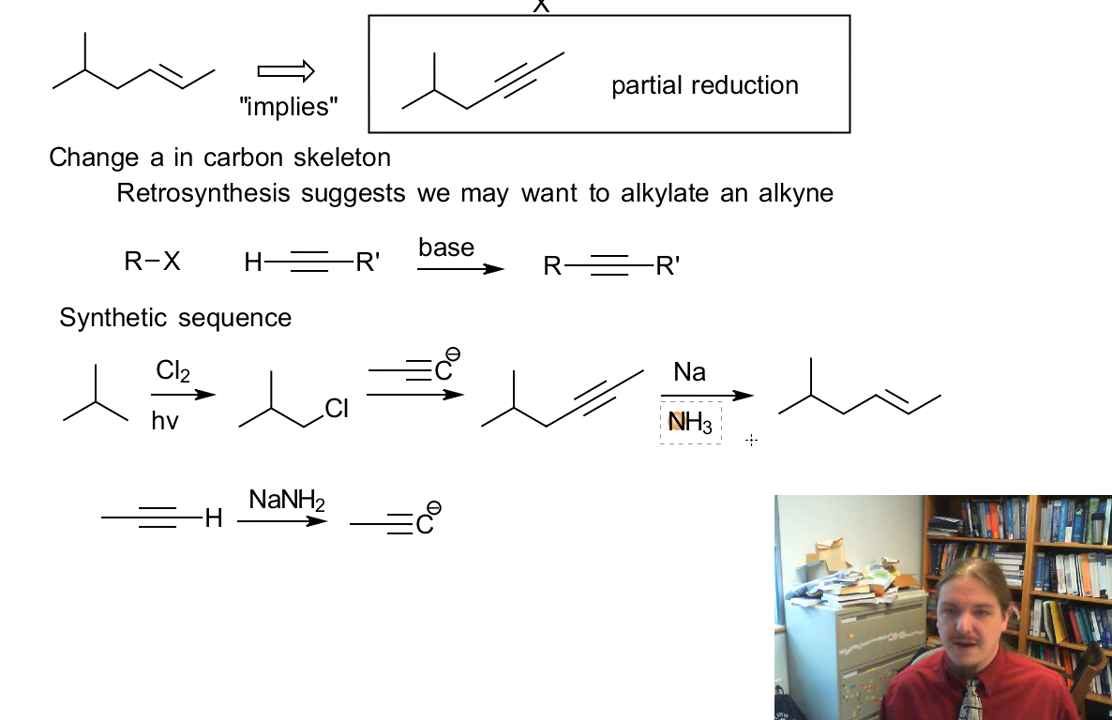 X
partial reduction
"implies"
Change a in carbon skeleton
Retrosynthesis suggests we may want to alkylate an alkyne
R–X H R' base R R'
Synthetic sequence
Cl2 C⊖ Na
hν Cl NH3
H NaNH2 C⊖